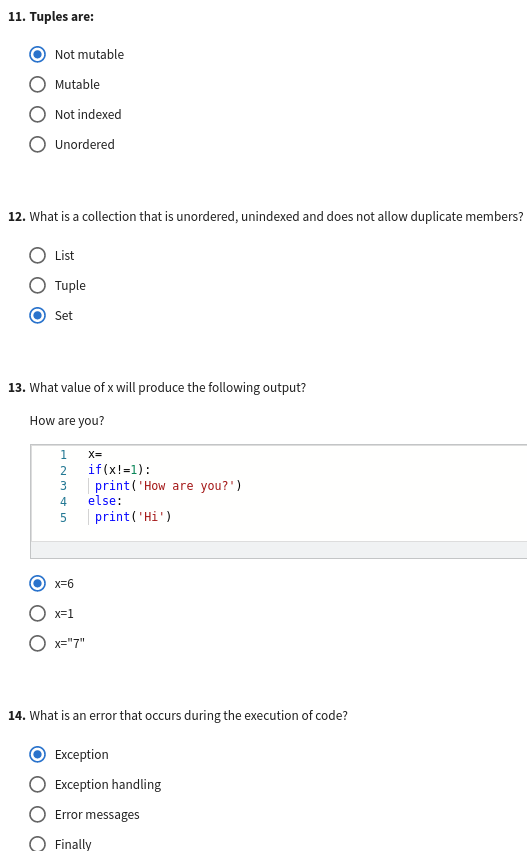 11. Tuples are:
Not mutable
Mutable
Not indexed
Unordered
12. What is a collection that is unordered, unindexed and does not allow duplicate members?
List
Tuple
Set
13. What value of x will produce the following output?
How are you?
1 x=
2 if(x!=1):
3 print('How are you?')
4 else:
5 print('Hi')
x=6
x=1
x="7"
14. What is an error that occurs during the execution of code?
Exception
Exception handling
Error messages
Finally